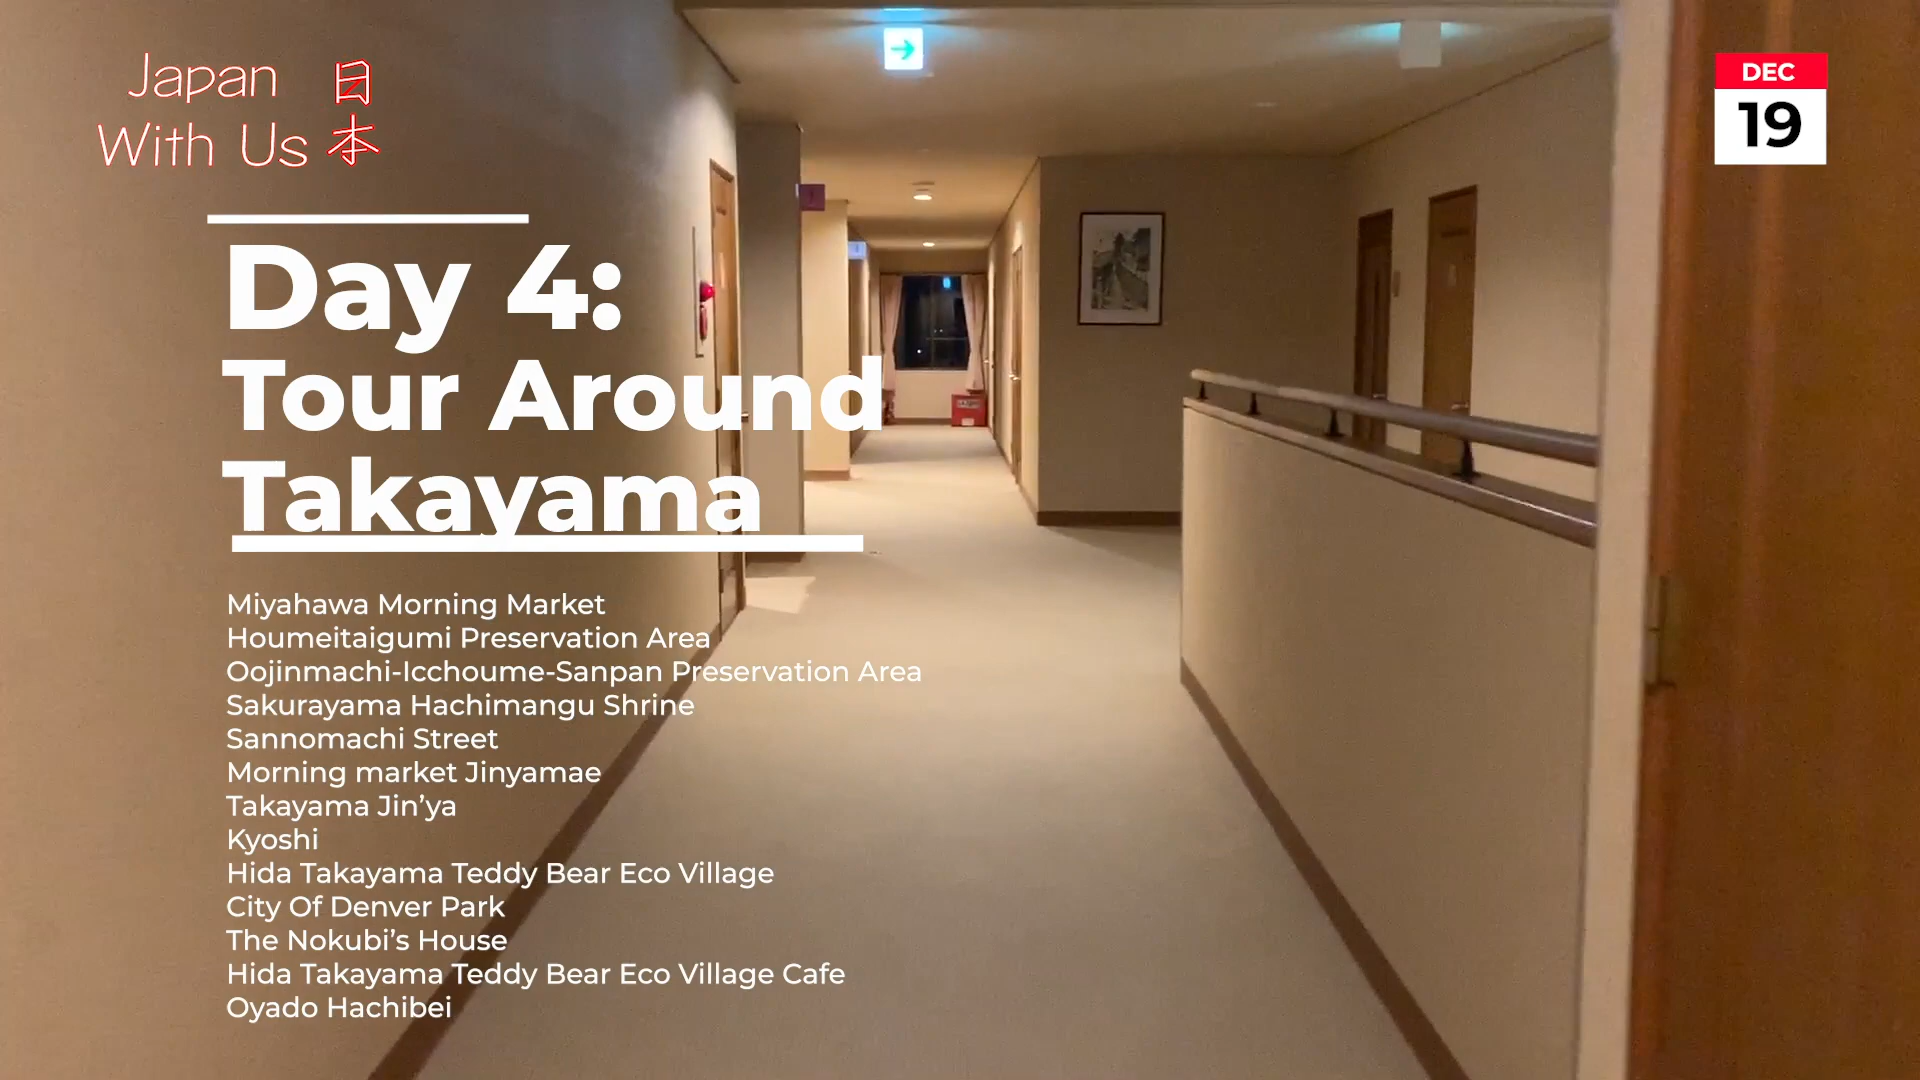 Japan 日
With Us 本
DEC
19
Day 4:
Tour Around
Takayama
Miyahawa Morning Market
Houmeitaigumi Preservation Area
Oojinmachi-Icchoume-Sanpan Preservation Area
Sakurayama Hachimangu Shrine
Sannomachi Street
Morning market Jinyamae
Takayama Jin’ya
Kyoshi
Hida Takayama Teddy Bear Eco Village
City Of Denver Park
The Nokubi’s House
Hida Takayama Teddy Bear Eco Village Cafe
Oyado Hachibei